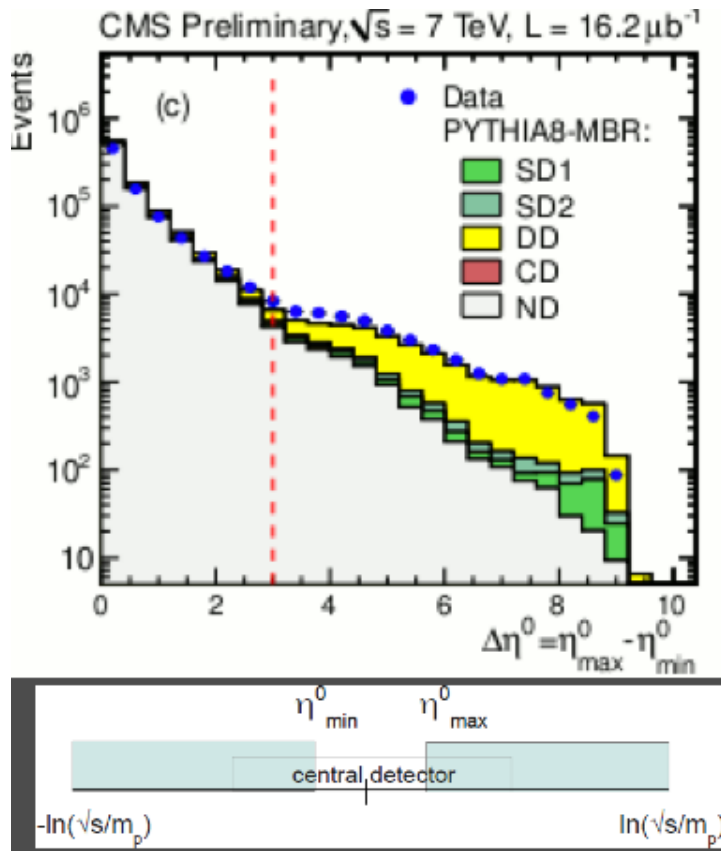 CMS Preliminary,√s = 7 TeV, L = 16.2 μb⁻¹
Events
(c)
Data
PYTHIA8-MBR:
SD1
SD2
DD
CD
ND
10⁶
10⁵
10⁴
10³
10²
10
0 2 4 6 8 10
Δη⁰=η⁰max-η⁰min
η⁰min η⁰max
central detector
-ln(√s/mp) ln(√s/mp)